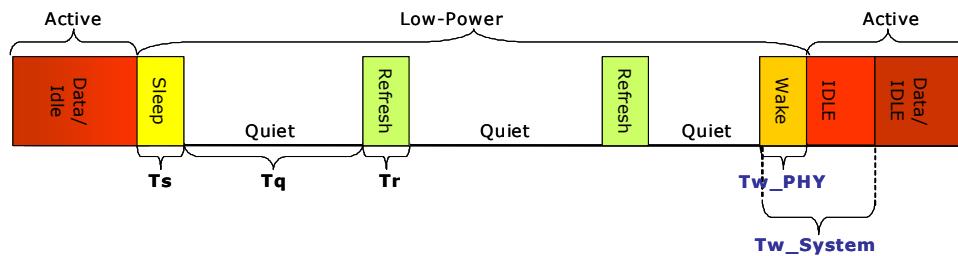 Active
Low-Power
Active
Data/
Idle
Sleep
Quiet
Refresh
Quiet
Refresh
Quiet
Wake
IDLE
Data/
IDLE
Ts
Tq
Tr
Tw_PHY
Tw_System